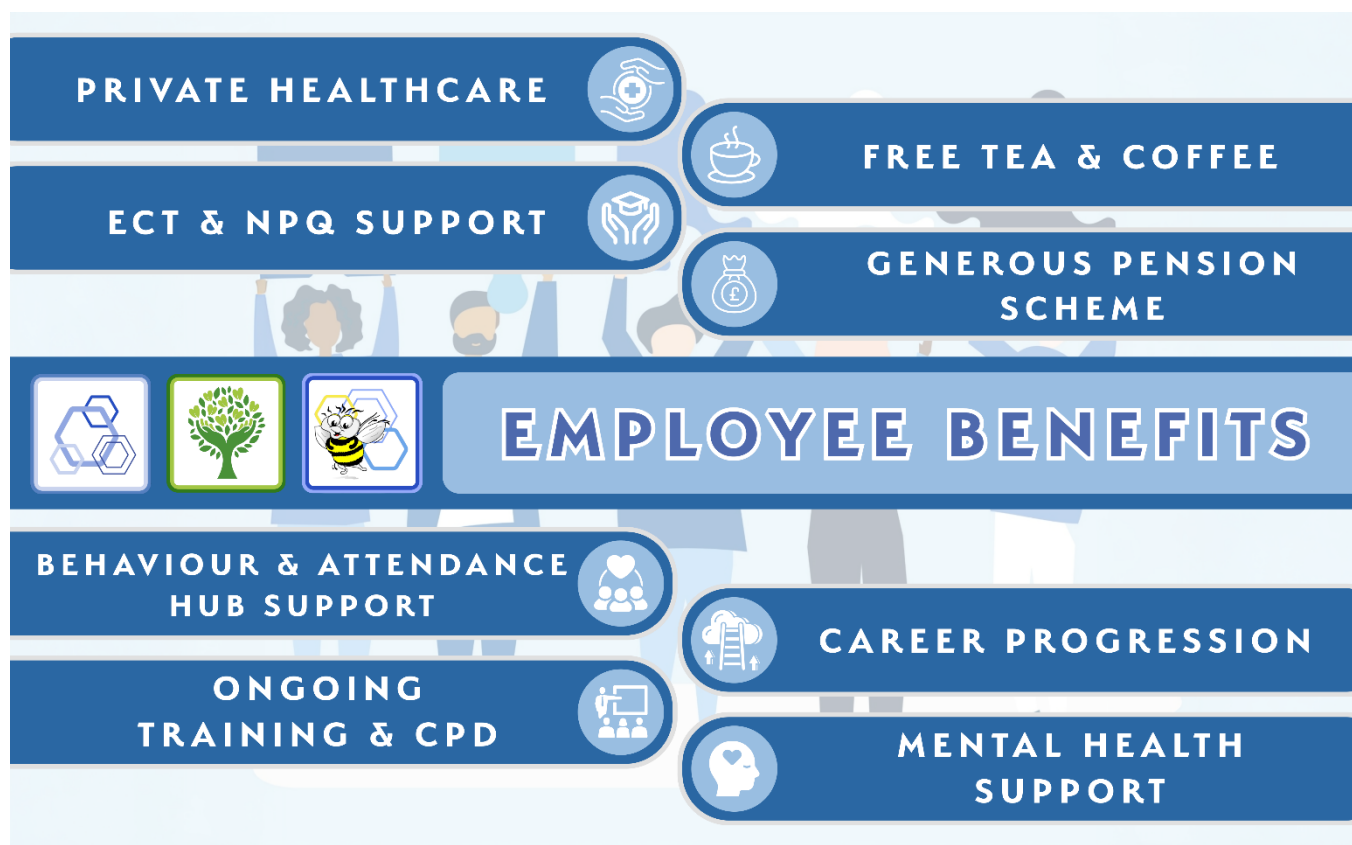 PRIVATE HEALTHCARE
FREE TEA & COFFEE
ECT & NPQ SUPPORT
GENEROUS PENSION
SCHEME
£
EMPLOYEE BENEFITS
BEHAVIOUR & ATTENDANCE
HUB SUPPORT
CAREER PROGRESSION
ONGOING
TRAINING & CPD
MENTAL HEALTH
SUPPORT